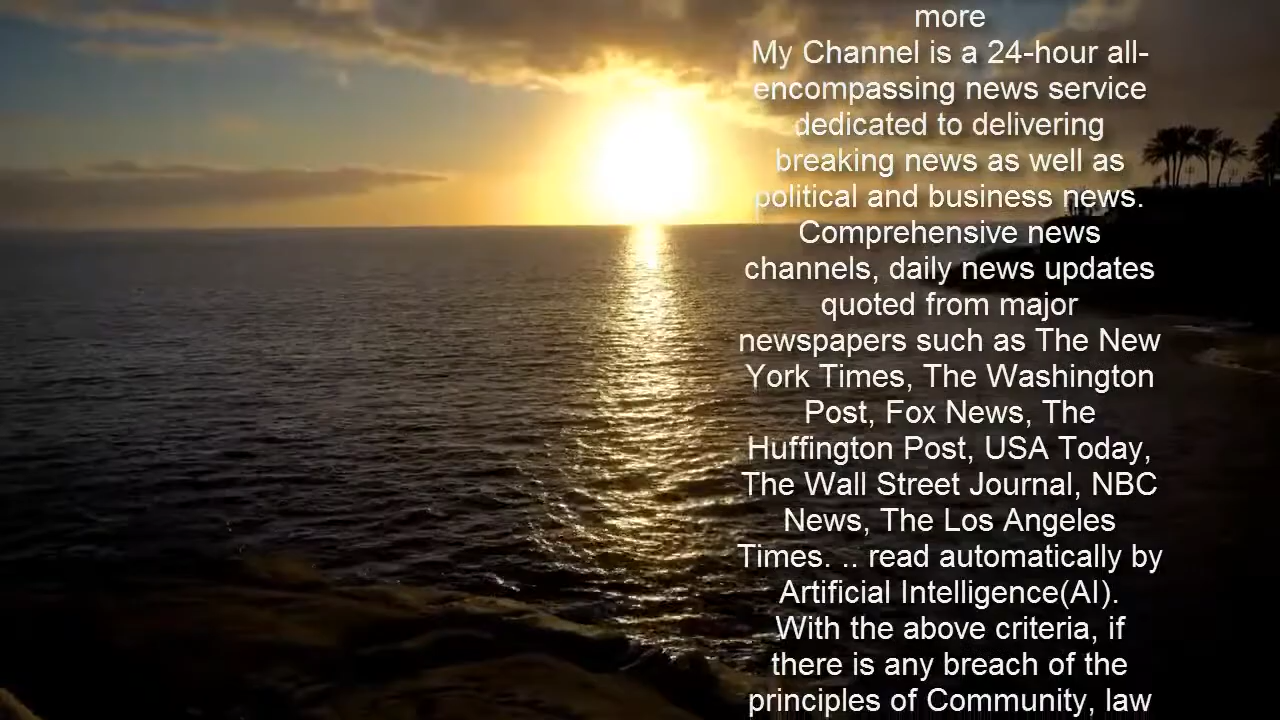 more
My Channel is a 24-hour all-
encompassing news service
dedicated to delivering
breaking news as well as
political and business news.
Comprehensive news
channels, daily news updates
quoted from major
newspapers such as The New
York Times, The Washington
Post, Fox News, The
Huffington Post, USA Today,
The Wall Street Journal, NBC
News, The Los Angeles
Times. .. read automatically by
Artificial Intelligence(AI).
With the above criteria, if
there is any breach of the
principles of Community, law